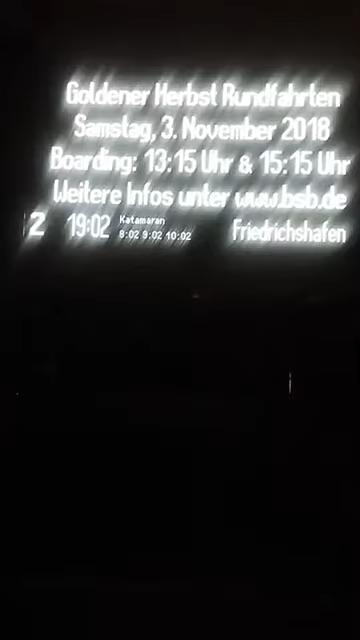 Goldener Herbst Rundfahrten
Samstag, 3. November 2018
Boarding: 13:15 Uhr & 15:15 Uhr
Weitere Infos unter www.bsb.de
2 19:02 Katamaran Friedrichshafen
8:02 9:02 10:02